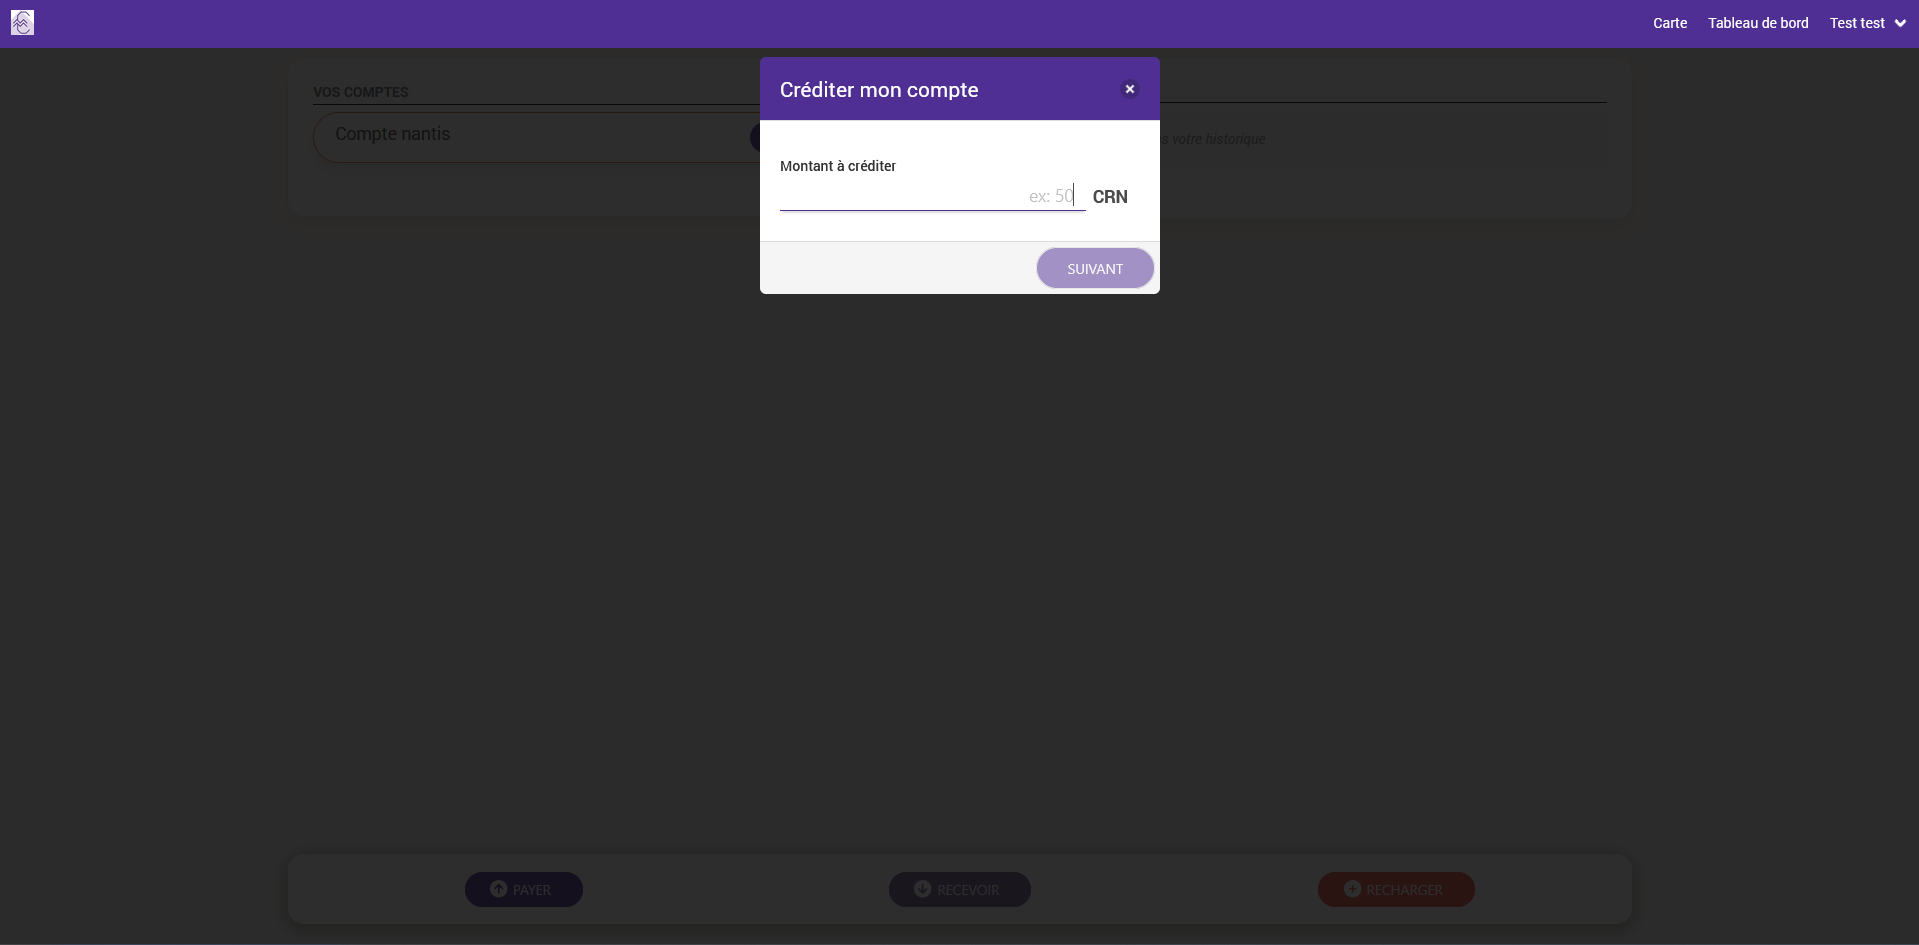 Carte Tableau de bord Test test
VOS COMPTES
Compte nantis
Créditer mon compte
Montant à créditer
ex: 50 CRN
SUIVANT
votre historique
PAYER RECEVOIR RECHARGER